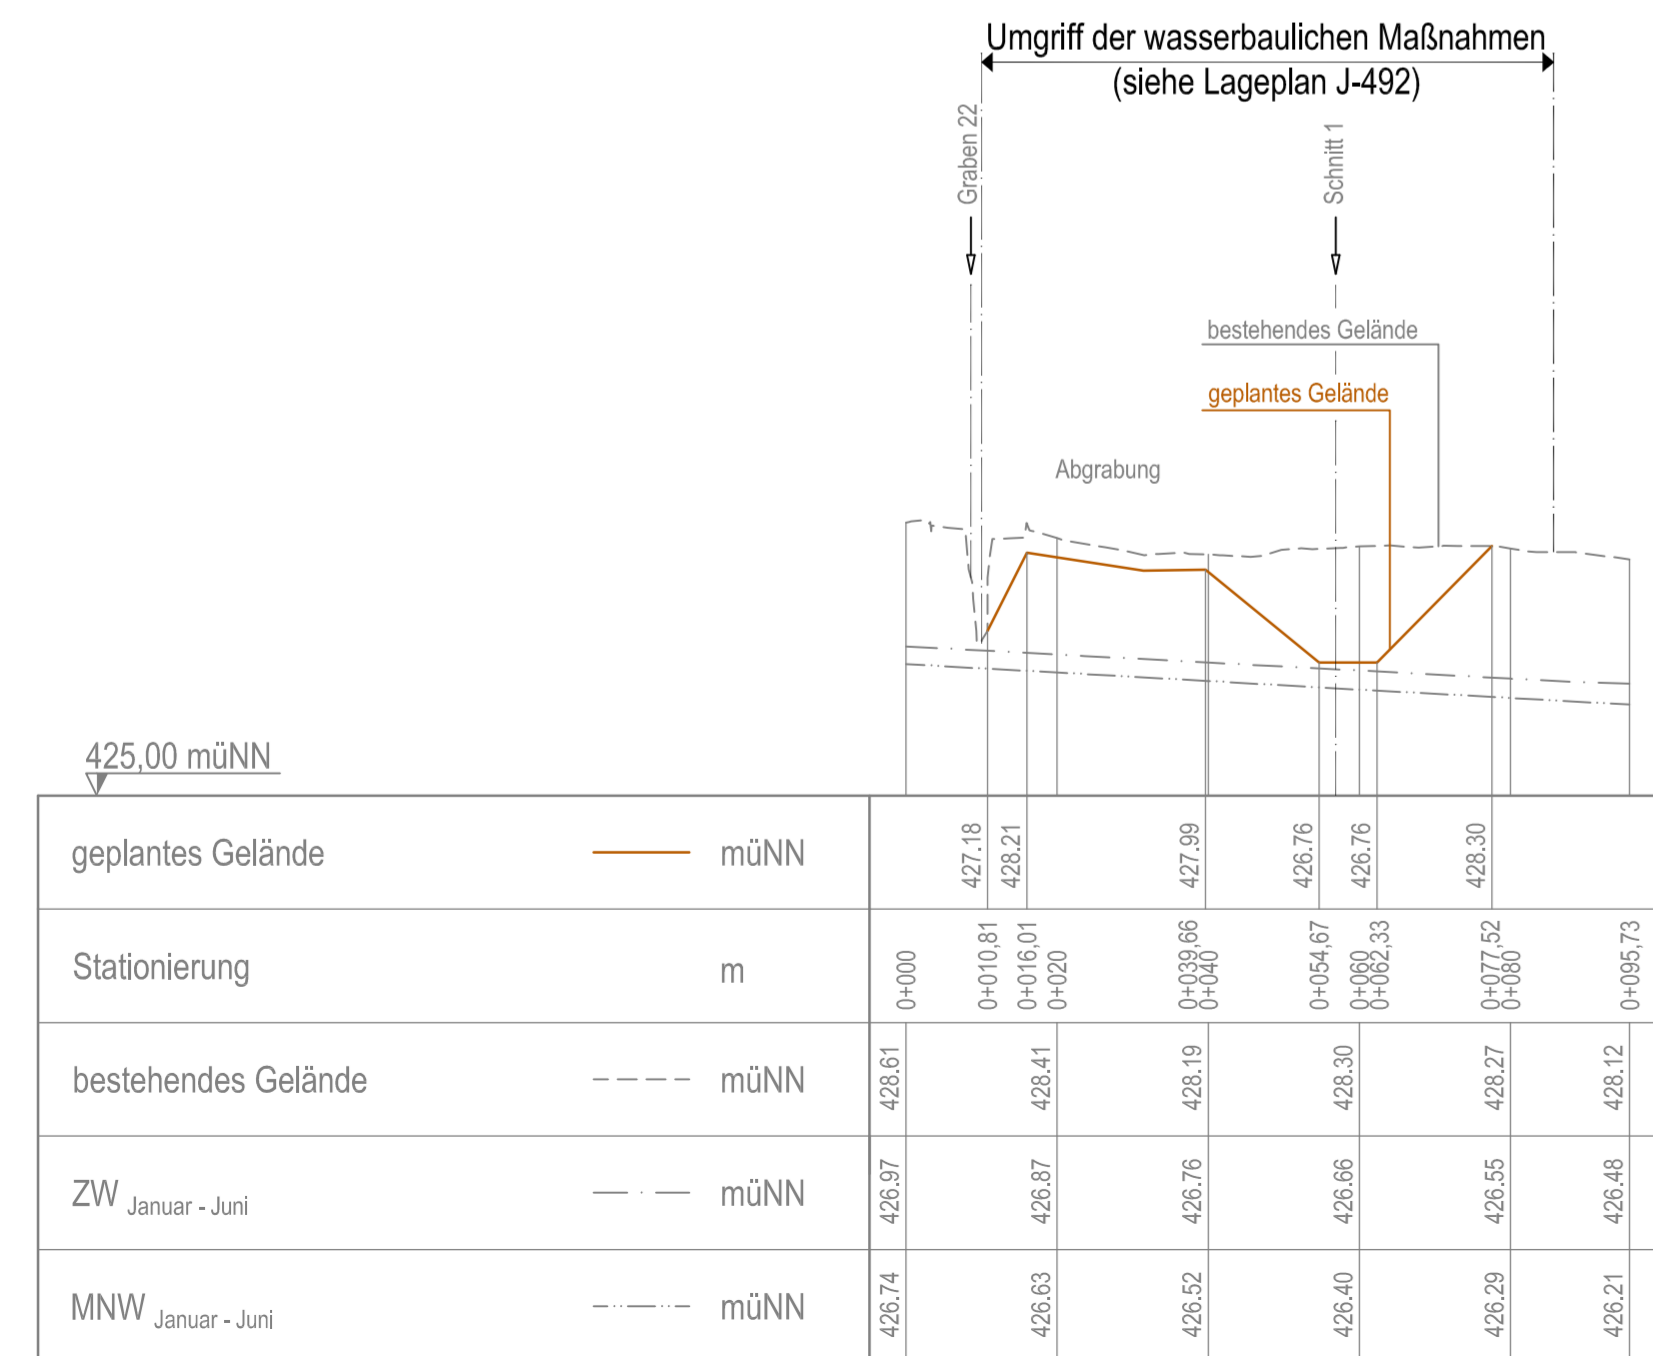 Umgriff der wasserbaulichen Maßnahmen
(siehe Lageplan J-492)
Graben 22
Schnitt 1
bestehendes Gelände
geplantes Gelände
Abgrabung
425,00 müNN
geplantes Gelände müNN 427.18 428.21 427.99 426.76 426.76 428.30
Stationierung m 0+000 0+010,81 0+016,01 0+020 0+039,66 0+040 0+054,67 0+060 0+062,33 0+077,52 0+080 0+095,73
bestehendes Gelände müNN 428.61 428.41 428.19 428.30 428.27 428.12
ZW Januar - Juni müNN 426.97 426.87 426.76 426.66 426.55 426.48
MNW Januar - Juni müNN 426.74 426.63 426.52 426.40 426.29 426.21